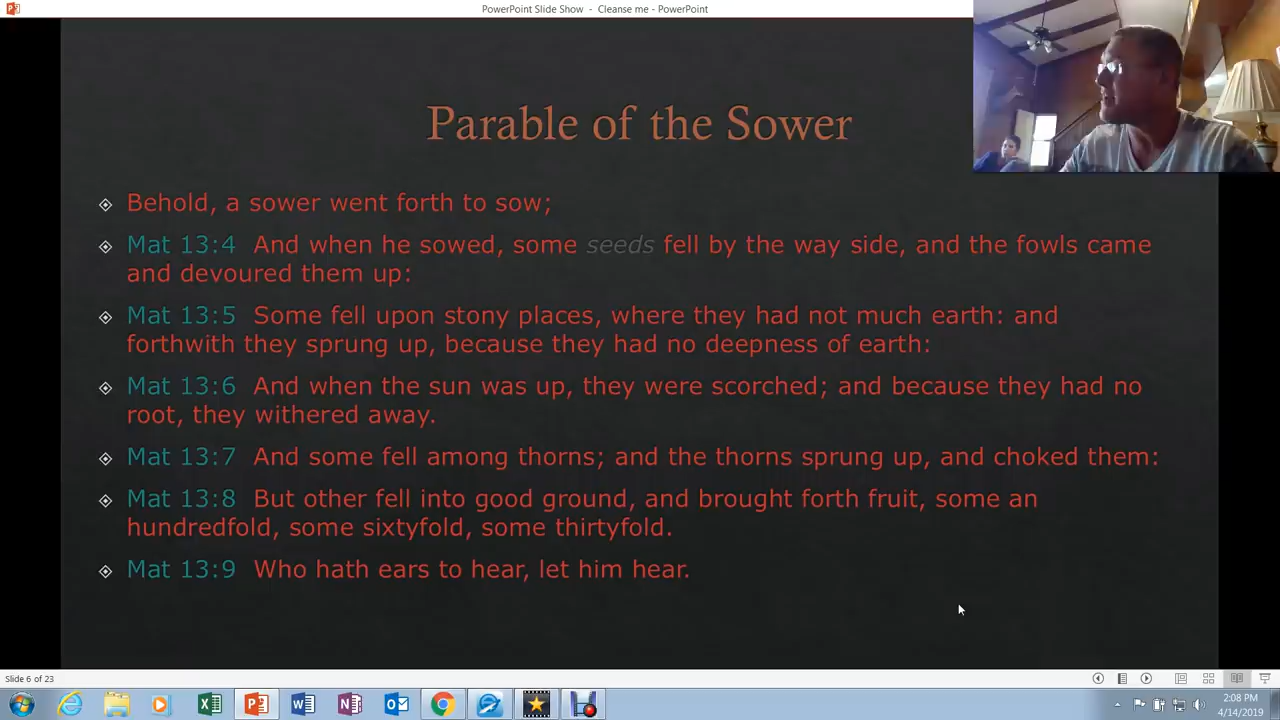 PowerPoint Slide Show - Cleanse me - PowerPoint
Parable of the Sower
Behold, a sower went forth to sow;
Mat 13:4 And when he sowed, some seeds fell by the way side, and the fowls came
and devoured them up:
Mat 13:5 Some fell upon stony places, where they had not much earth: and
forthwith they sprung up, because they had no deepness of earth:
Mat 13:6 And when the sun was up, they were scorched; and because they had no
root, they withered away.
Mat 13:7 And some fell among thorns; and the thorns sprung up, and choked them:
Mat 13:8 But other fell into good ground, and brought forth fruit, some an
hundredfold, some sixtyfold, some thirtyfold.
Mat 13:9 Who hath ears to hear, let him hear.
Slide 6 of 23
2:08 PM
4/14/2019